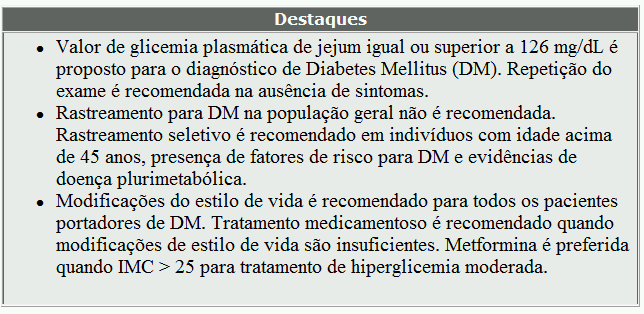 Destaques
• Valor de glicemia plasmática de jejum igual ou superior a 126 mg/dL é
proposto para o diagnóstico de Diabetes Mellitus (DM). Repetição do
exame é recomendada na ausência de sintomas.
• Rastreamento para DM na população geral não é recomendada.
Rastreamento seletivo é recomendado em indivíduos com idade acima
de 45 anos, presença de fatores de risco para DM e evidências de
doença plurimetabólica.
• Modificações do estilo de vida é recomendado para todos os pacientes
portadores de DM. Tratamento medicamentoso é recomendado quando
modificações de estilo de vida são insuficientes. Metformina é preferida
quando IMC > 25 para tratamento de hiperglicemia moderada.